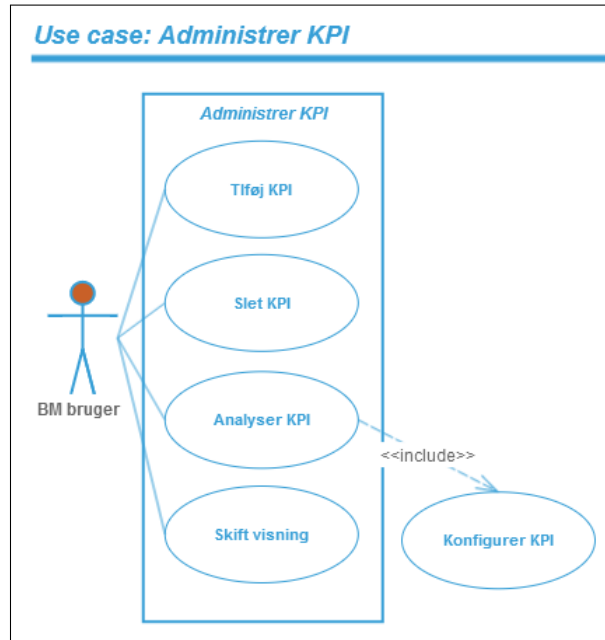 Use case: Administrer KPI
Administrer KPI
Tlføj KPI
Slet KPI
BM bruger
Analyser KPI
<<include>>
Skift visning
Konfigurer KPI